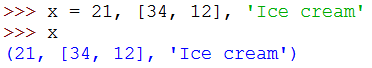 >>> x = 21, [34, 12], 'Ice cream'
>>> x
(21, [34, 12], 'Ice cream')